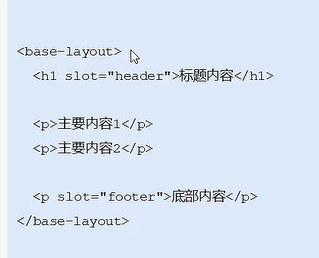 <base-layout>
<h1 slot="header">标题内容</h1>
<p>主要内容1</p>
<p>主要内容2</p>
<p slot="footer">底部内容</p>
</base-layout>